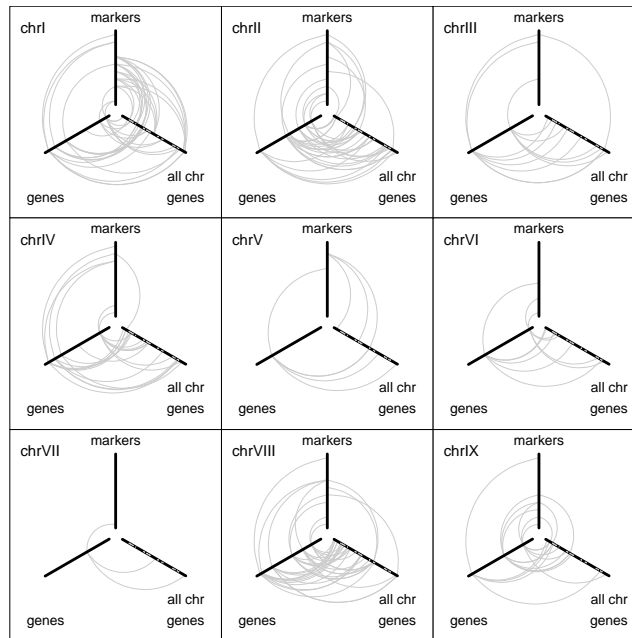 chrI
markers
all chr
genes
genes
chrII
markers
all chr
genes
genes
chrIII
markers
all chr
genes
genes
chrIV
markers
all chr
genes
genes
chrV
markers
all chr
genes
genes
chrVI
markers
all chr
genes
genes
chrVII
markers
all chr
genes
genes
chrVIII
markers
all chr
genes
genes
chrIX
markers
all chr
genes
genes